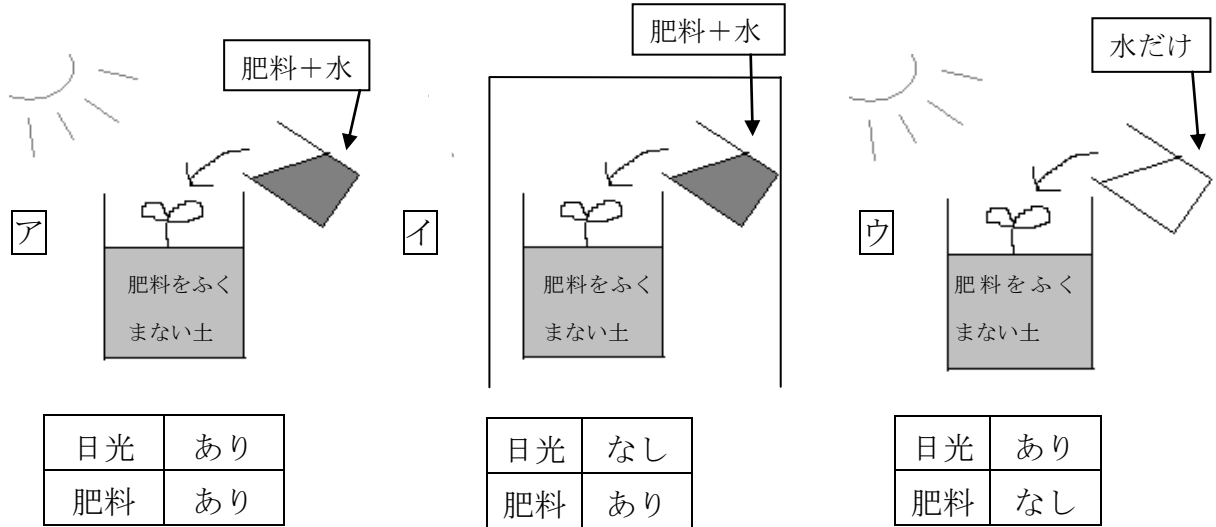 肥料＋水
ア
肥料をふく
まない土
日光 あり
肥料 あり
肥料＋水
イ
肥料をふく
まない土
日光 なし
肥料 あり
水だけ
ウ
肥料をふく
まない土
日光 あり
肥料 なし